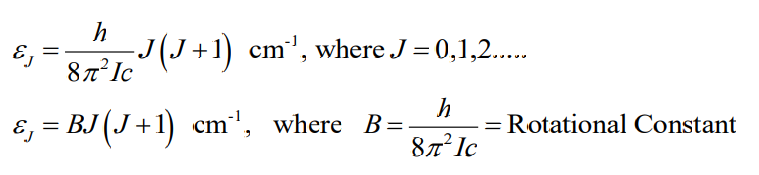 ε_J = h / 8π²Ic J(J+1) cm⁻¹, where J = 0,1,2.....
ε_J = BJ(J+1) cm⁻¹, where B = h / 8π²Ic = Rotational Constant